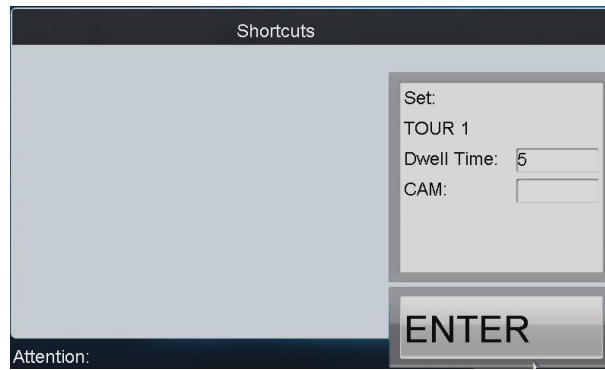 Shortcuts
Set:
TOUR 1
Dwell Time: 5
CAM:
ENTER
Attention: